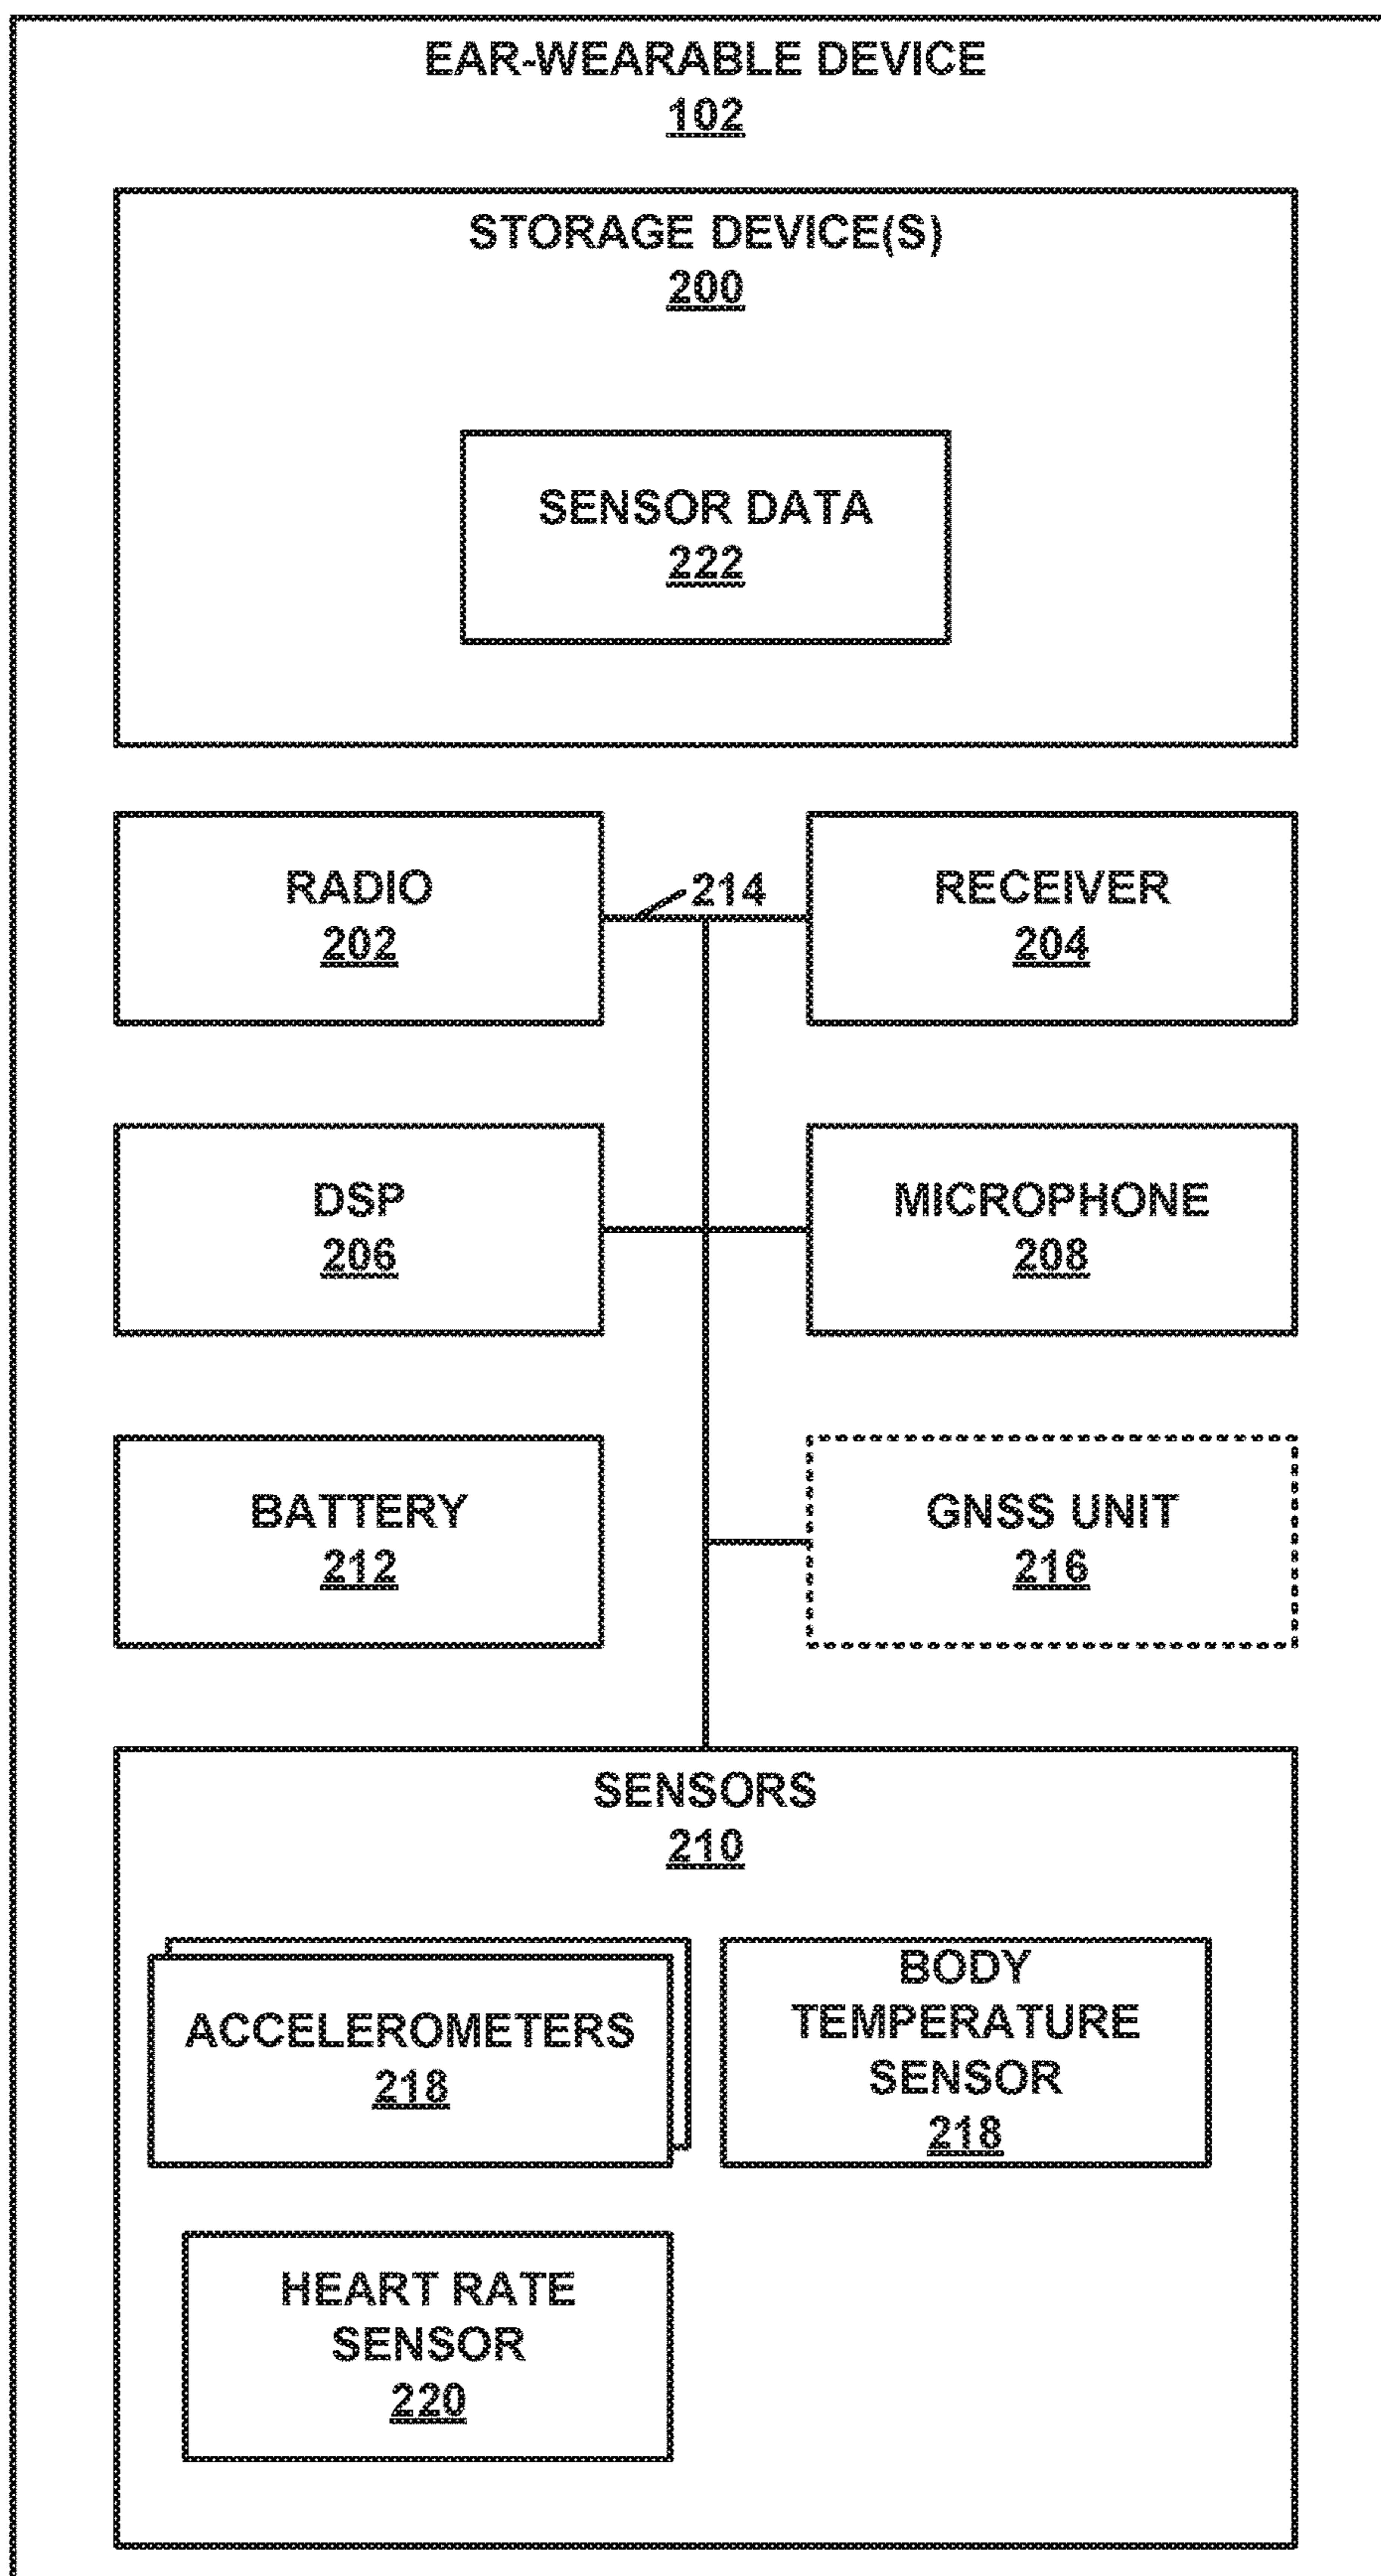 EAR-WEARABLE DEVICE
102
STORAGE DEVICE(S)
200
SENSOR DATA
222
RADIO
202
214
RECEIVER
204
DSP
206
MICROPHONE
208
BATTERY
212
GNSS UNIT
216
SENSORS
210
ACCELEROMETERS
218
BODY
TEMPERATURE
SENSOR
218
HEART RATE
SENSOR
220